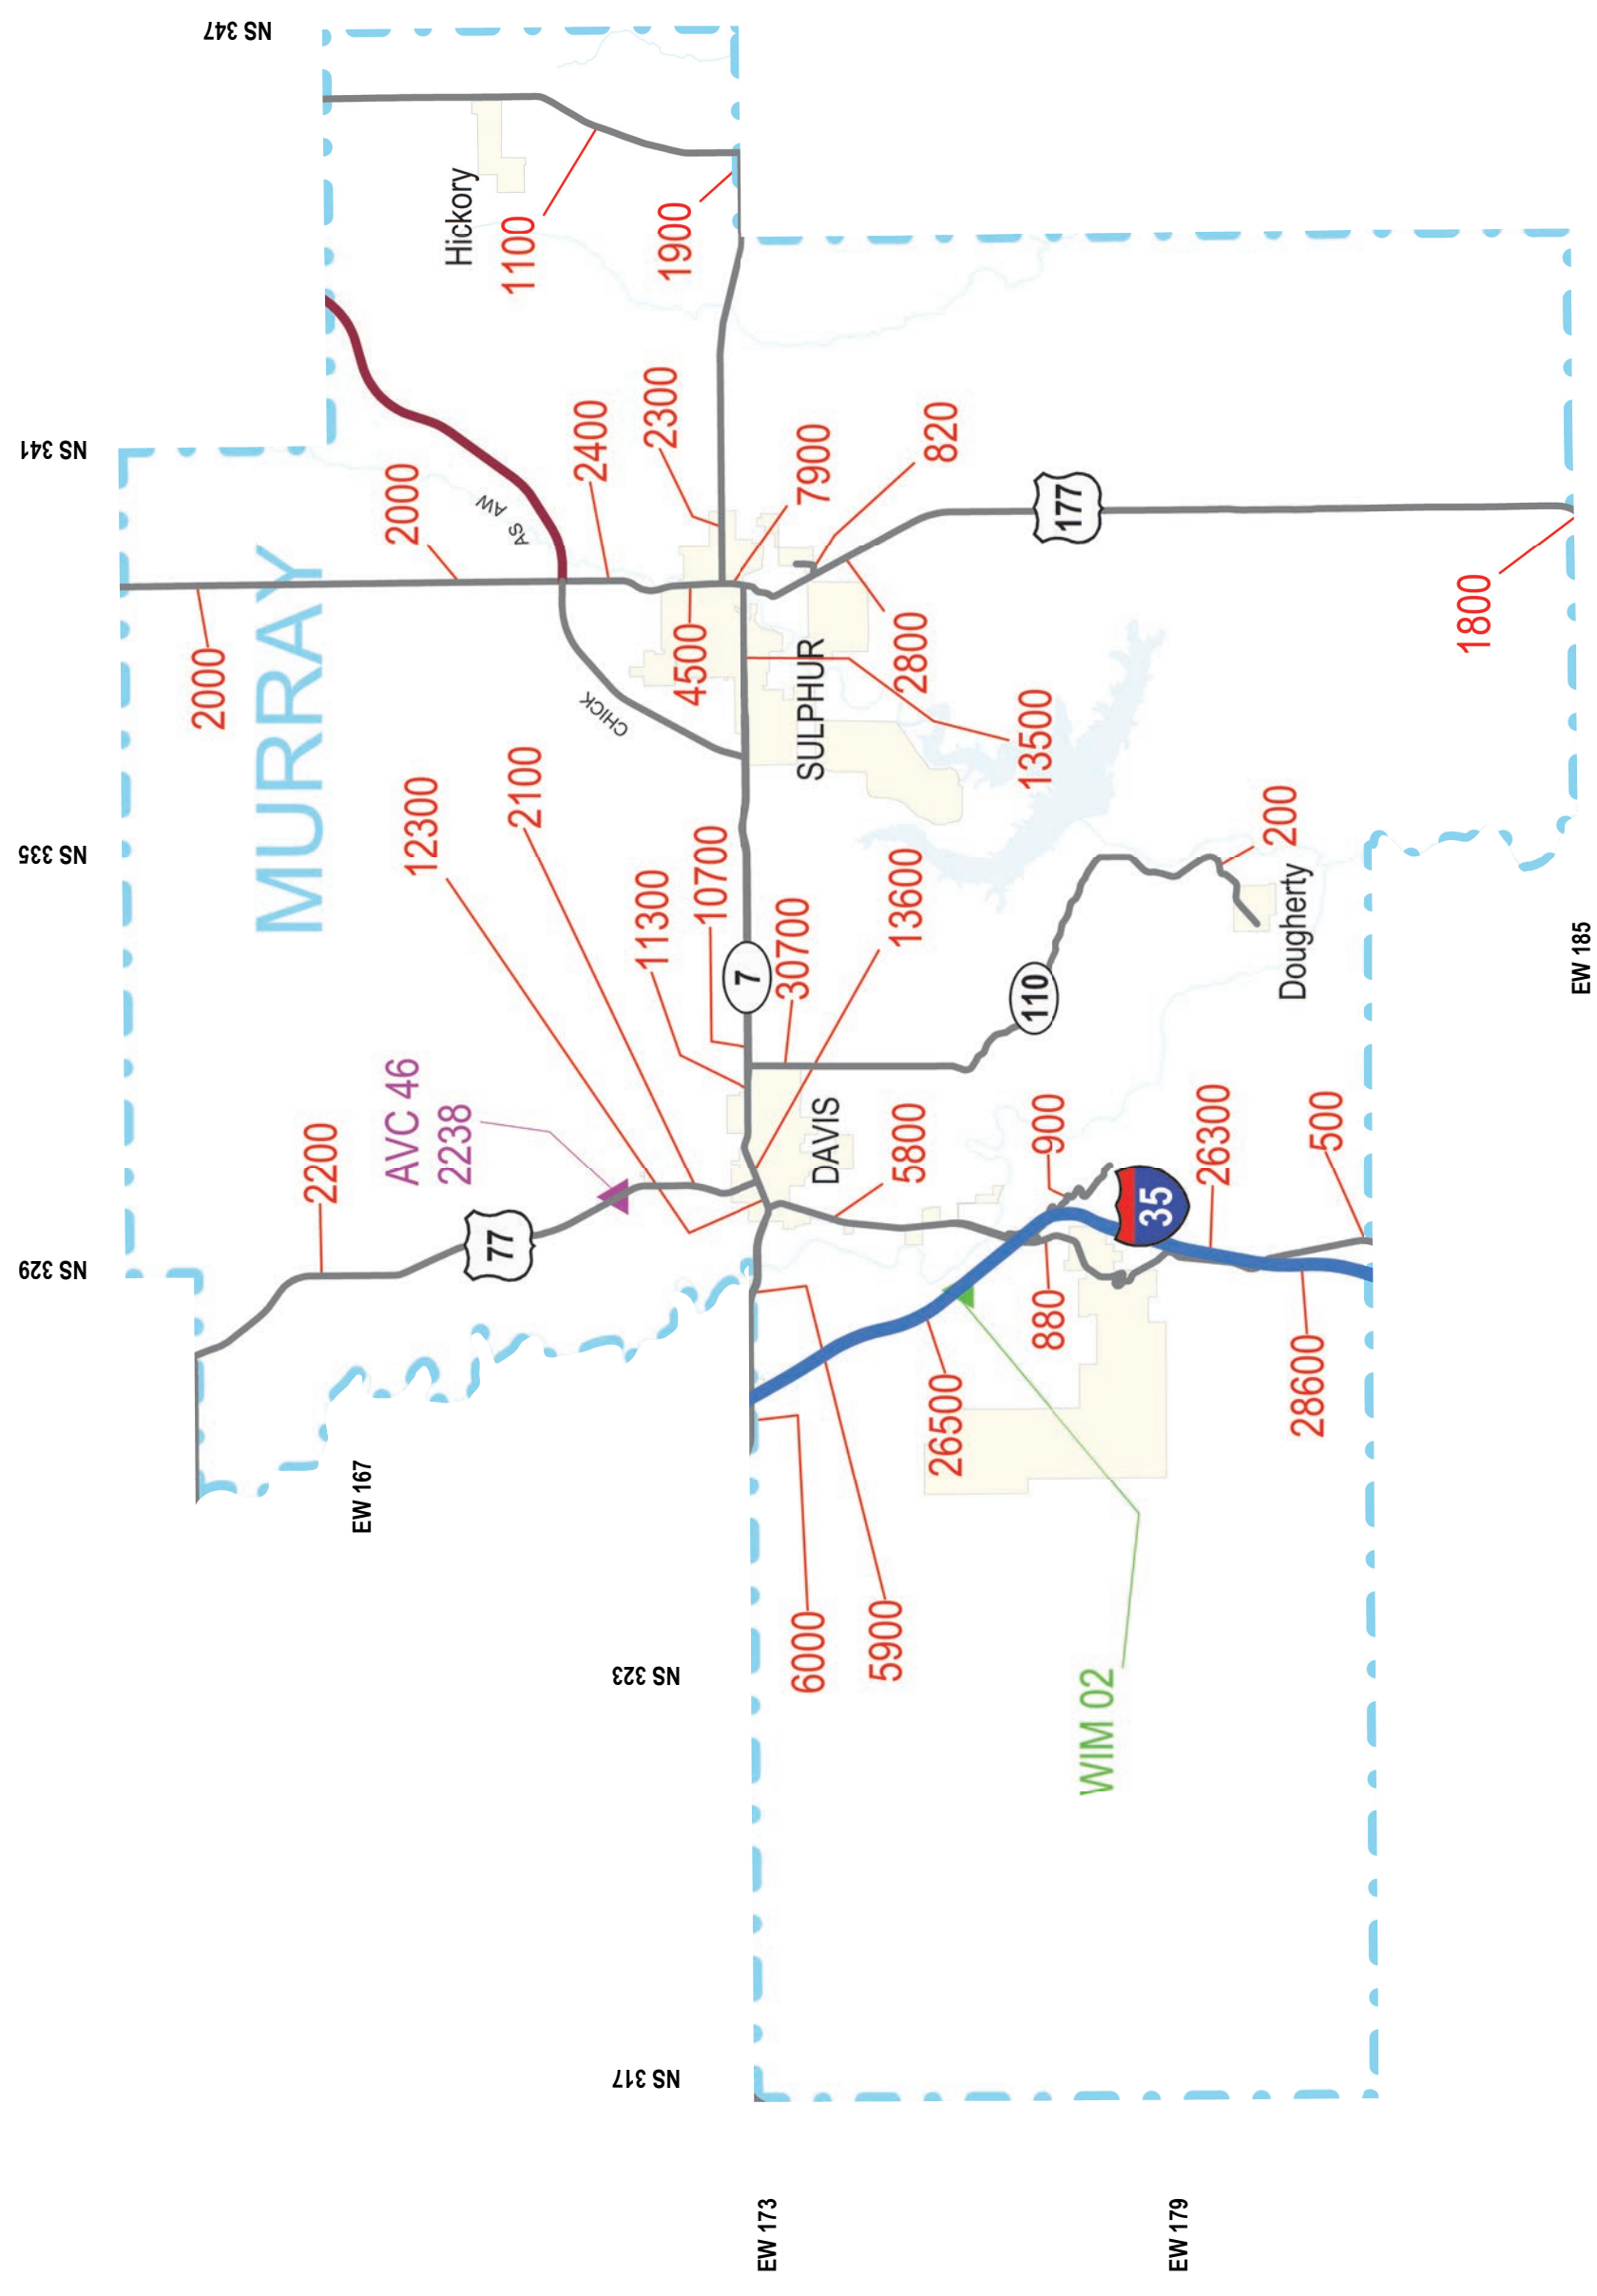 NS 317
NS 323
NS 329
NS 335
NS 341
NS 347
EW 167
EW 173
EW 179
EW 185
MURRAY
2200
77
AVC 46
2238
12300
2100
2000
2000
AS AW
CHICK
2400
2300
4500
7900
820
2800
13500
SULPHUR
177
1800
Hickory
1100
1900
11300
10700
7
30700
13600
DAVIS
5800
110
200
Dougherty
900
35
26300
500
880
28600
26500
6000
5900
WIM 02